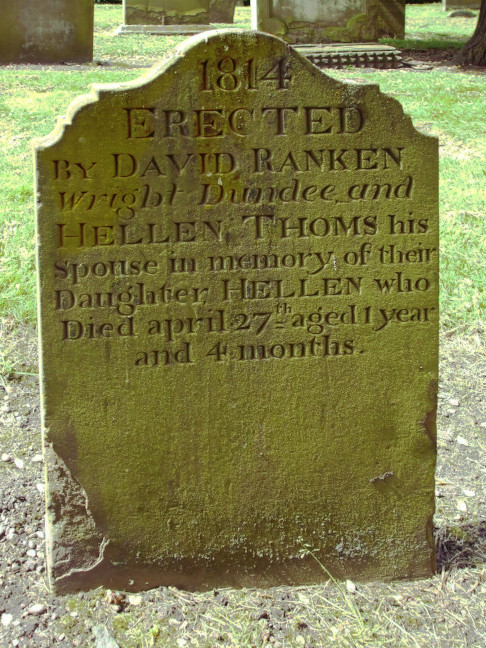 1814
ERECTED
BY DAVID RANKEN
Wright Dundee, and
HELLEN THOMS his
Spouse in memory of their
Daughter HELLEN who
Died april 27th aged 1 year
and 4 months.